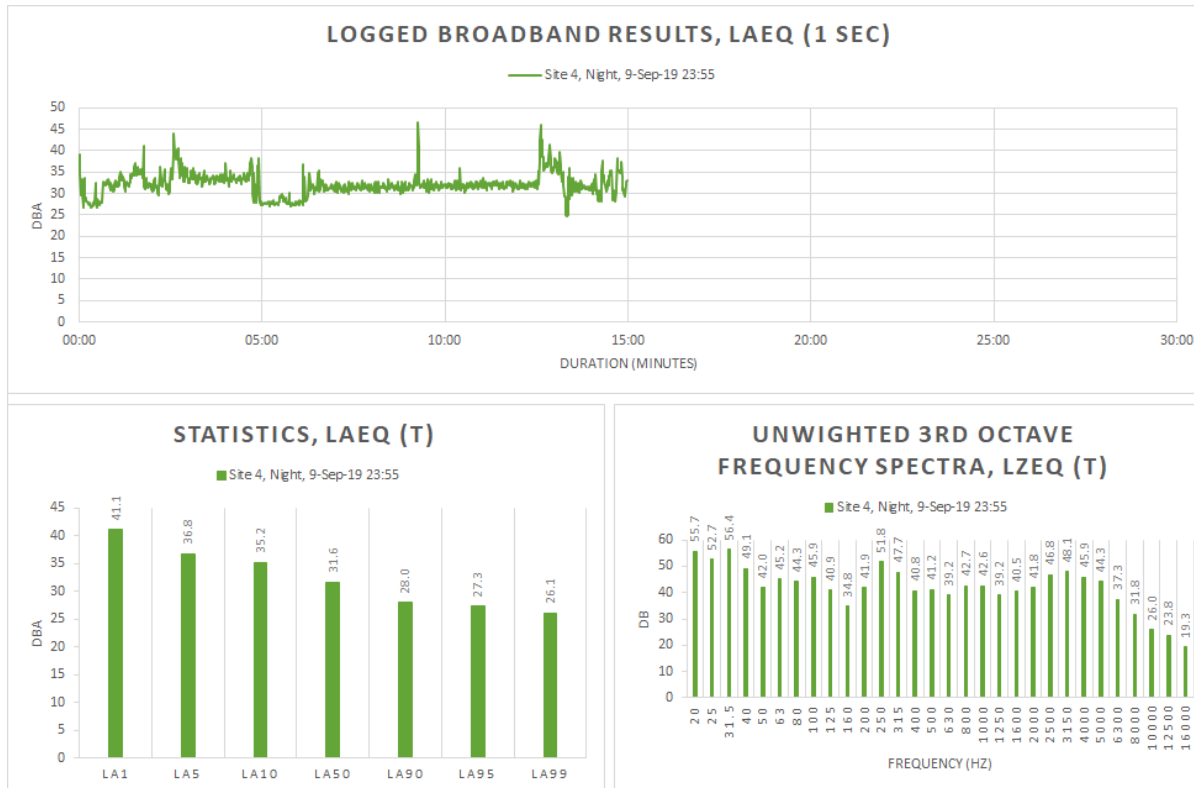 LOGGED BROADBAND RESULTS, LAEQ (1 SEC)
Site 4, Night, 9-Sep-19 23:55
50
45
40
35
30
25
20
15
10
5
0
DBA
00:00 05:00 10:00 15:00 20:00 25:00 30:00
DURATION (MINUTES)
STATISTICS, LAEQ (T)
Site 4, Night, 9-Sep-19 23:55
45
40
35
30
25
20
15
10
5
0
DBA
41.1 36.8 35.2 31.6 28.0 27.3 26.1
LA1 LA5 LA10 LA50 LA90 LA95 LA99
UNWIGHTED 3RD OCTAVE
FREQUENCY SPECTRA, LZEQ (T)
Site 4, Night, 9-Sep-19 23:55
60
50
40
30
20
10
0
DB
55.7 52.7 56.4 49.1 42.0 45.2 44.3 45.9 40.9 34.8 41.9 51.8 47.7 40.8 41.2 39.2 42.7 42.6 39.2 40.5 41.8 46.8 48.1 45.9 44.3 37.3 31.8 26.0 23.8 19.3
20 25 31.5 40 50 63 80 100 125 160 200 250 315 400 500 630 800 1000 1250 1600 2000 2500 3150 4000 5000 6300 8000 10000 12500 16000
FREQUENCY (HZ)